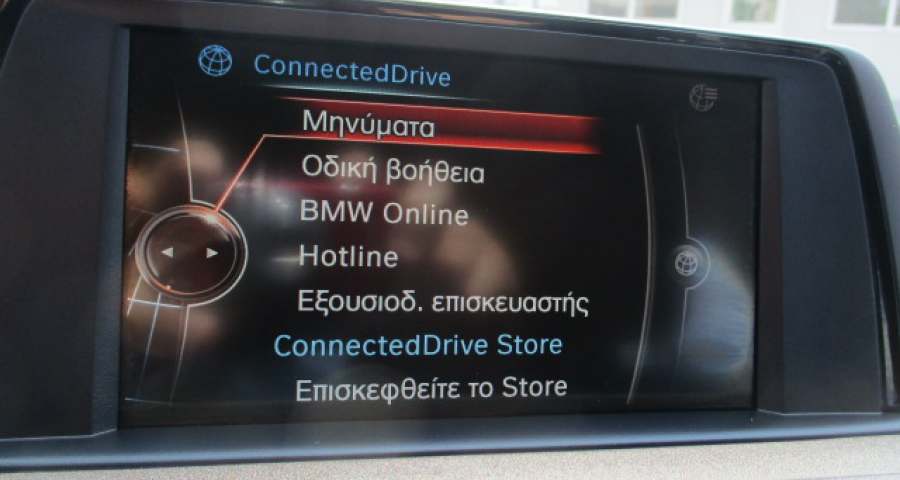 ConnectedDrive
Μηνύματα
Οδική βοήθεια
BMW Online
Hotline
Εξουσιοδ. επισκευαστής
ConnectedDrive Store
Επισκεφθείτε το Store